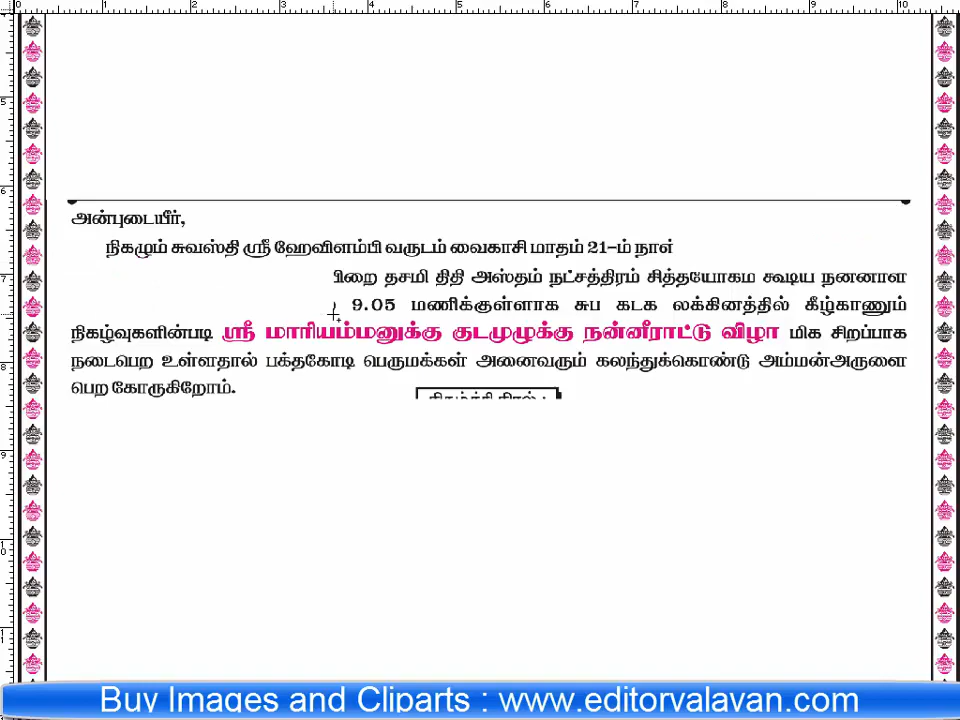 அன்புடையீர்,
நிகழும் சுவஸ்தி ஸ்ரீ ஹேவிளம்பி வருடம் வைகாசி மாதம் 21-ம் நாள்
தசமி திதி அஸ்தம் நட்சத்திரம் சித்தயோகம கூடிய நனனாள
9.05 மணிக்குள்ளாக சுப கடக லக்கினத்தில் கீழ்காணும்
நிகழ்வுகளின்படி ஸ்ரீ மாரியம்மனுக்கு குடமுழுக்கு நன்னீராட்டு விழா மிக சிறப்பாக
நடைபெற உள்ளதால் பக்தகோடி பெருமக்கள் அனைவரும் கலந்துக்கொண்டு அம்மன்அருளை
பெற கோருகிறோம்.
Buy Images and Cliparts : www.editorvalavan.com